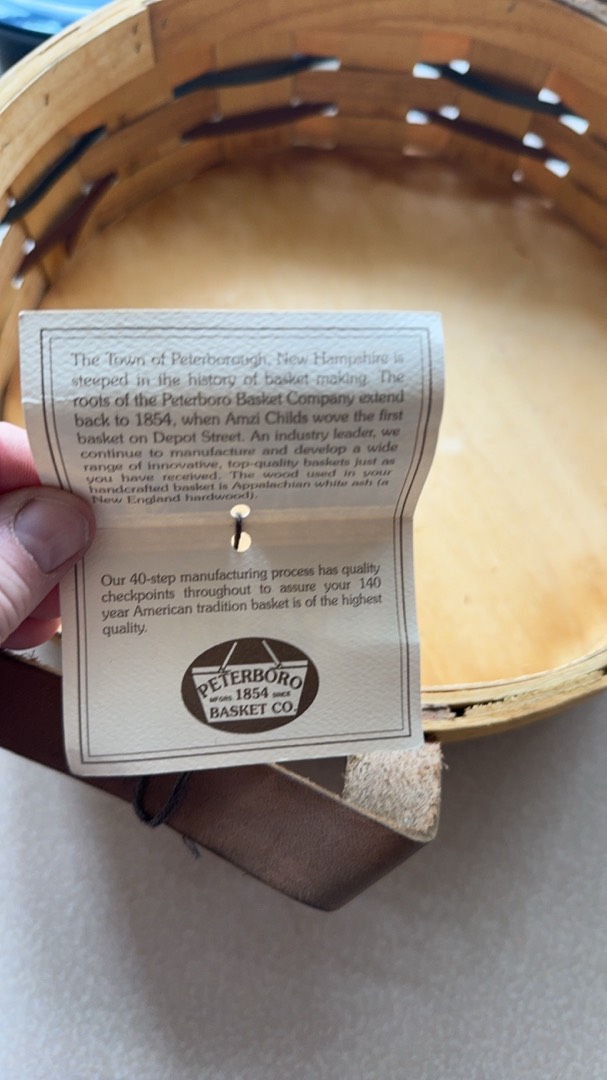 The Town of Peterborough, New Hampshire is
steeped in the history of basket making. The
roots of the Peterboro Basket Company extend
back to 1854, when Amzi Childs wove the first
basket on Depot Street. An industry leader, we
continue to manufacture and develop a wide
range of innovative, top-quality baskets just as
you have received. The wood used in your
handcrafted basket is Appalachian white ash (a
New England hardwood).
Our 40-step manufacturing process has quality
checkpoints throughout to assure your 140
year American tradition basket is of the highest
quality.
PETERBORO
MFGRS. 1854 SINCE
BASKET CO.